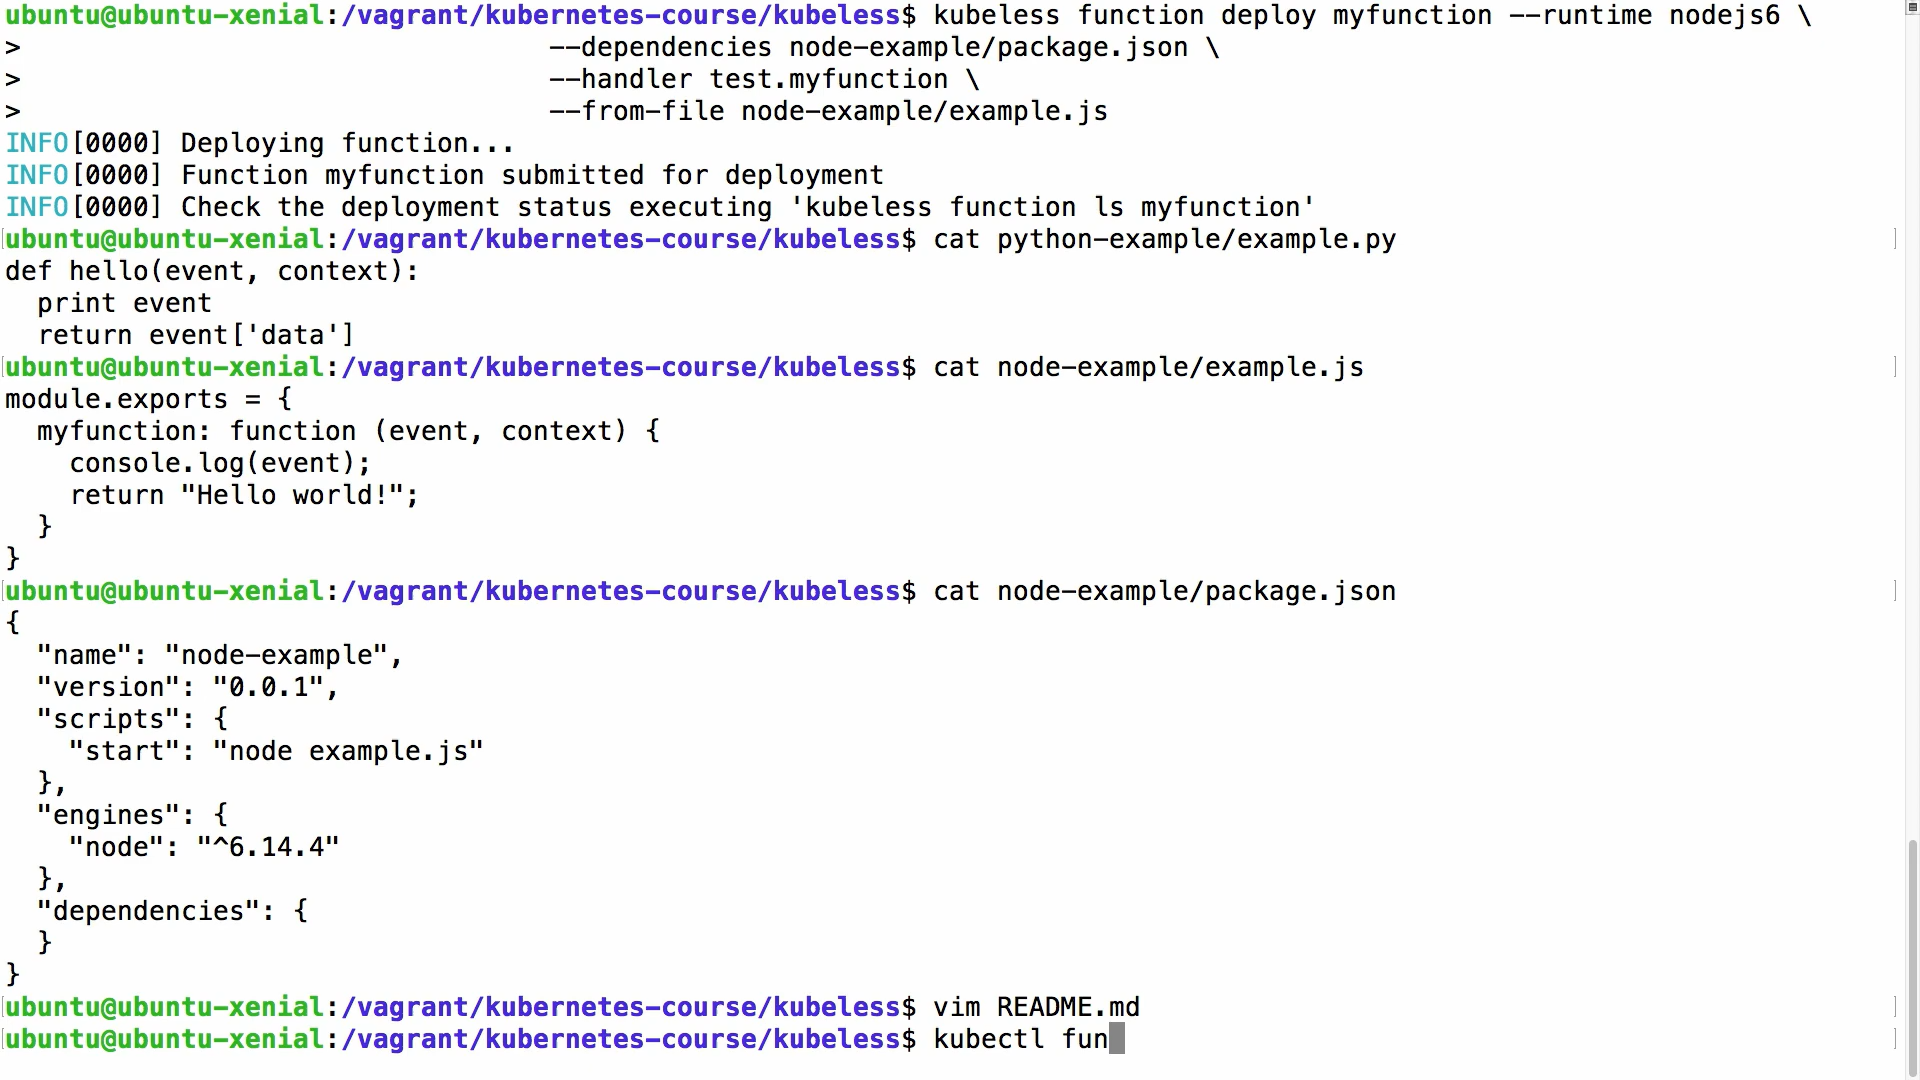 ubuntu@ubuntu-xenial:/vagrant/kubernetes-course/kubeless$ kubeless function deploy myfunction --runtime nodejs6 \
>                                 --dependencies node-example/package.json \
>                                 --handler test.myfunction \
>                                 --from-file node-example/example.js
INFO[0000] Deploying function...
INFO[0000] Function myfunction submitted for deployment
INFO[0000] Check the deployment status executing 'kubeless function ls myfunction'
ubuntu@ubuntu-xenial:/vagrant/kubernetes-course/kubeless$ cat python-example/example.py
def hello(event, context):
  print event
  return event['data']
ubuntu@ubuntu-xenial:/vagrant/kubernetes-course/kubeless$ cat node-example/example.js
module.exports = {
  myfunction: function (event, context) {
    console.log(event);
    return "Hello world!";
  }
}
ubuntu@ubuntu-xenial:/vagrant/kubernetes-course/kubeless$ cat node-example/package.json
{
  "name": "node-example",
  "version": "0.0.1",
  "scripts": {
    "start": "node example.js"
  },
  "engines": {
    "node": "^6.14.4"
  },
  "dependencies": {
  }
}
ubuntu@ubuntu-xenial:/vagrant/kubernetes-course/kubeless$ vim README.md
ubuntu@ubuntu-xenial:/vagrant/kubernetes-course/kubeless$ kubectl fun